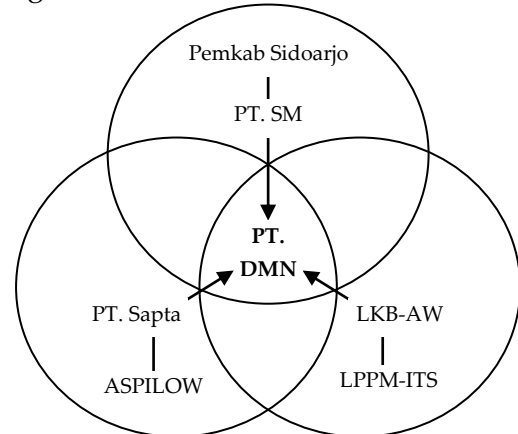 Pemkab Sidoarjo
PT. SM
PT.
DMN
PT. Sapta
LKB-AW
ASPILOW
LPPM-ITS